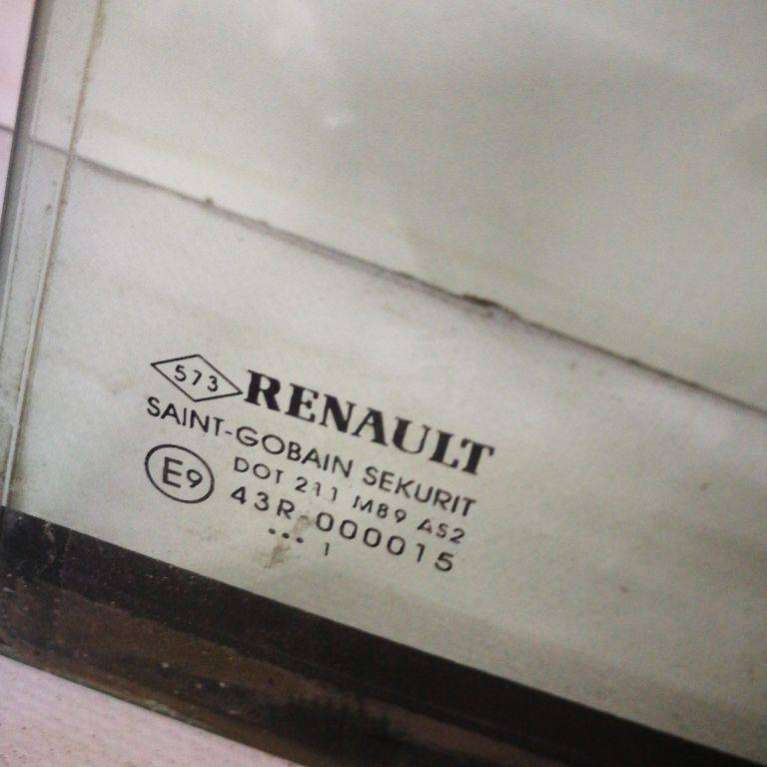 573 RENAULT
SAINT-GOBAIN SEKURIT
E9 DOT 211 M89 AS2
43R-000015
... 1